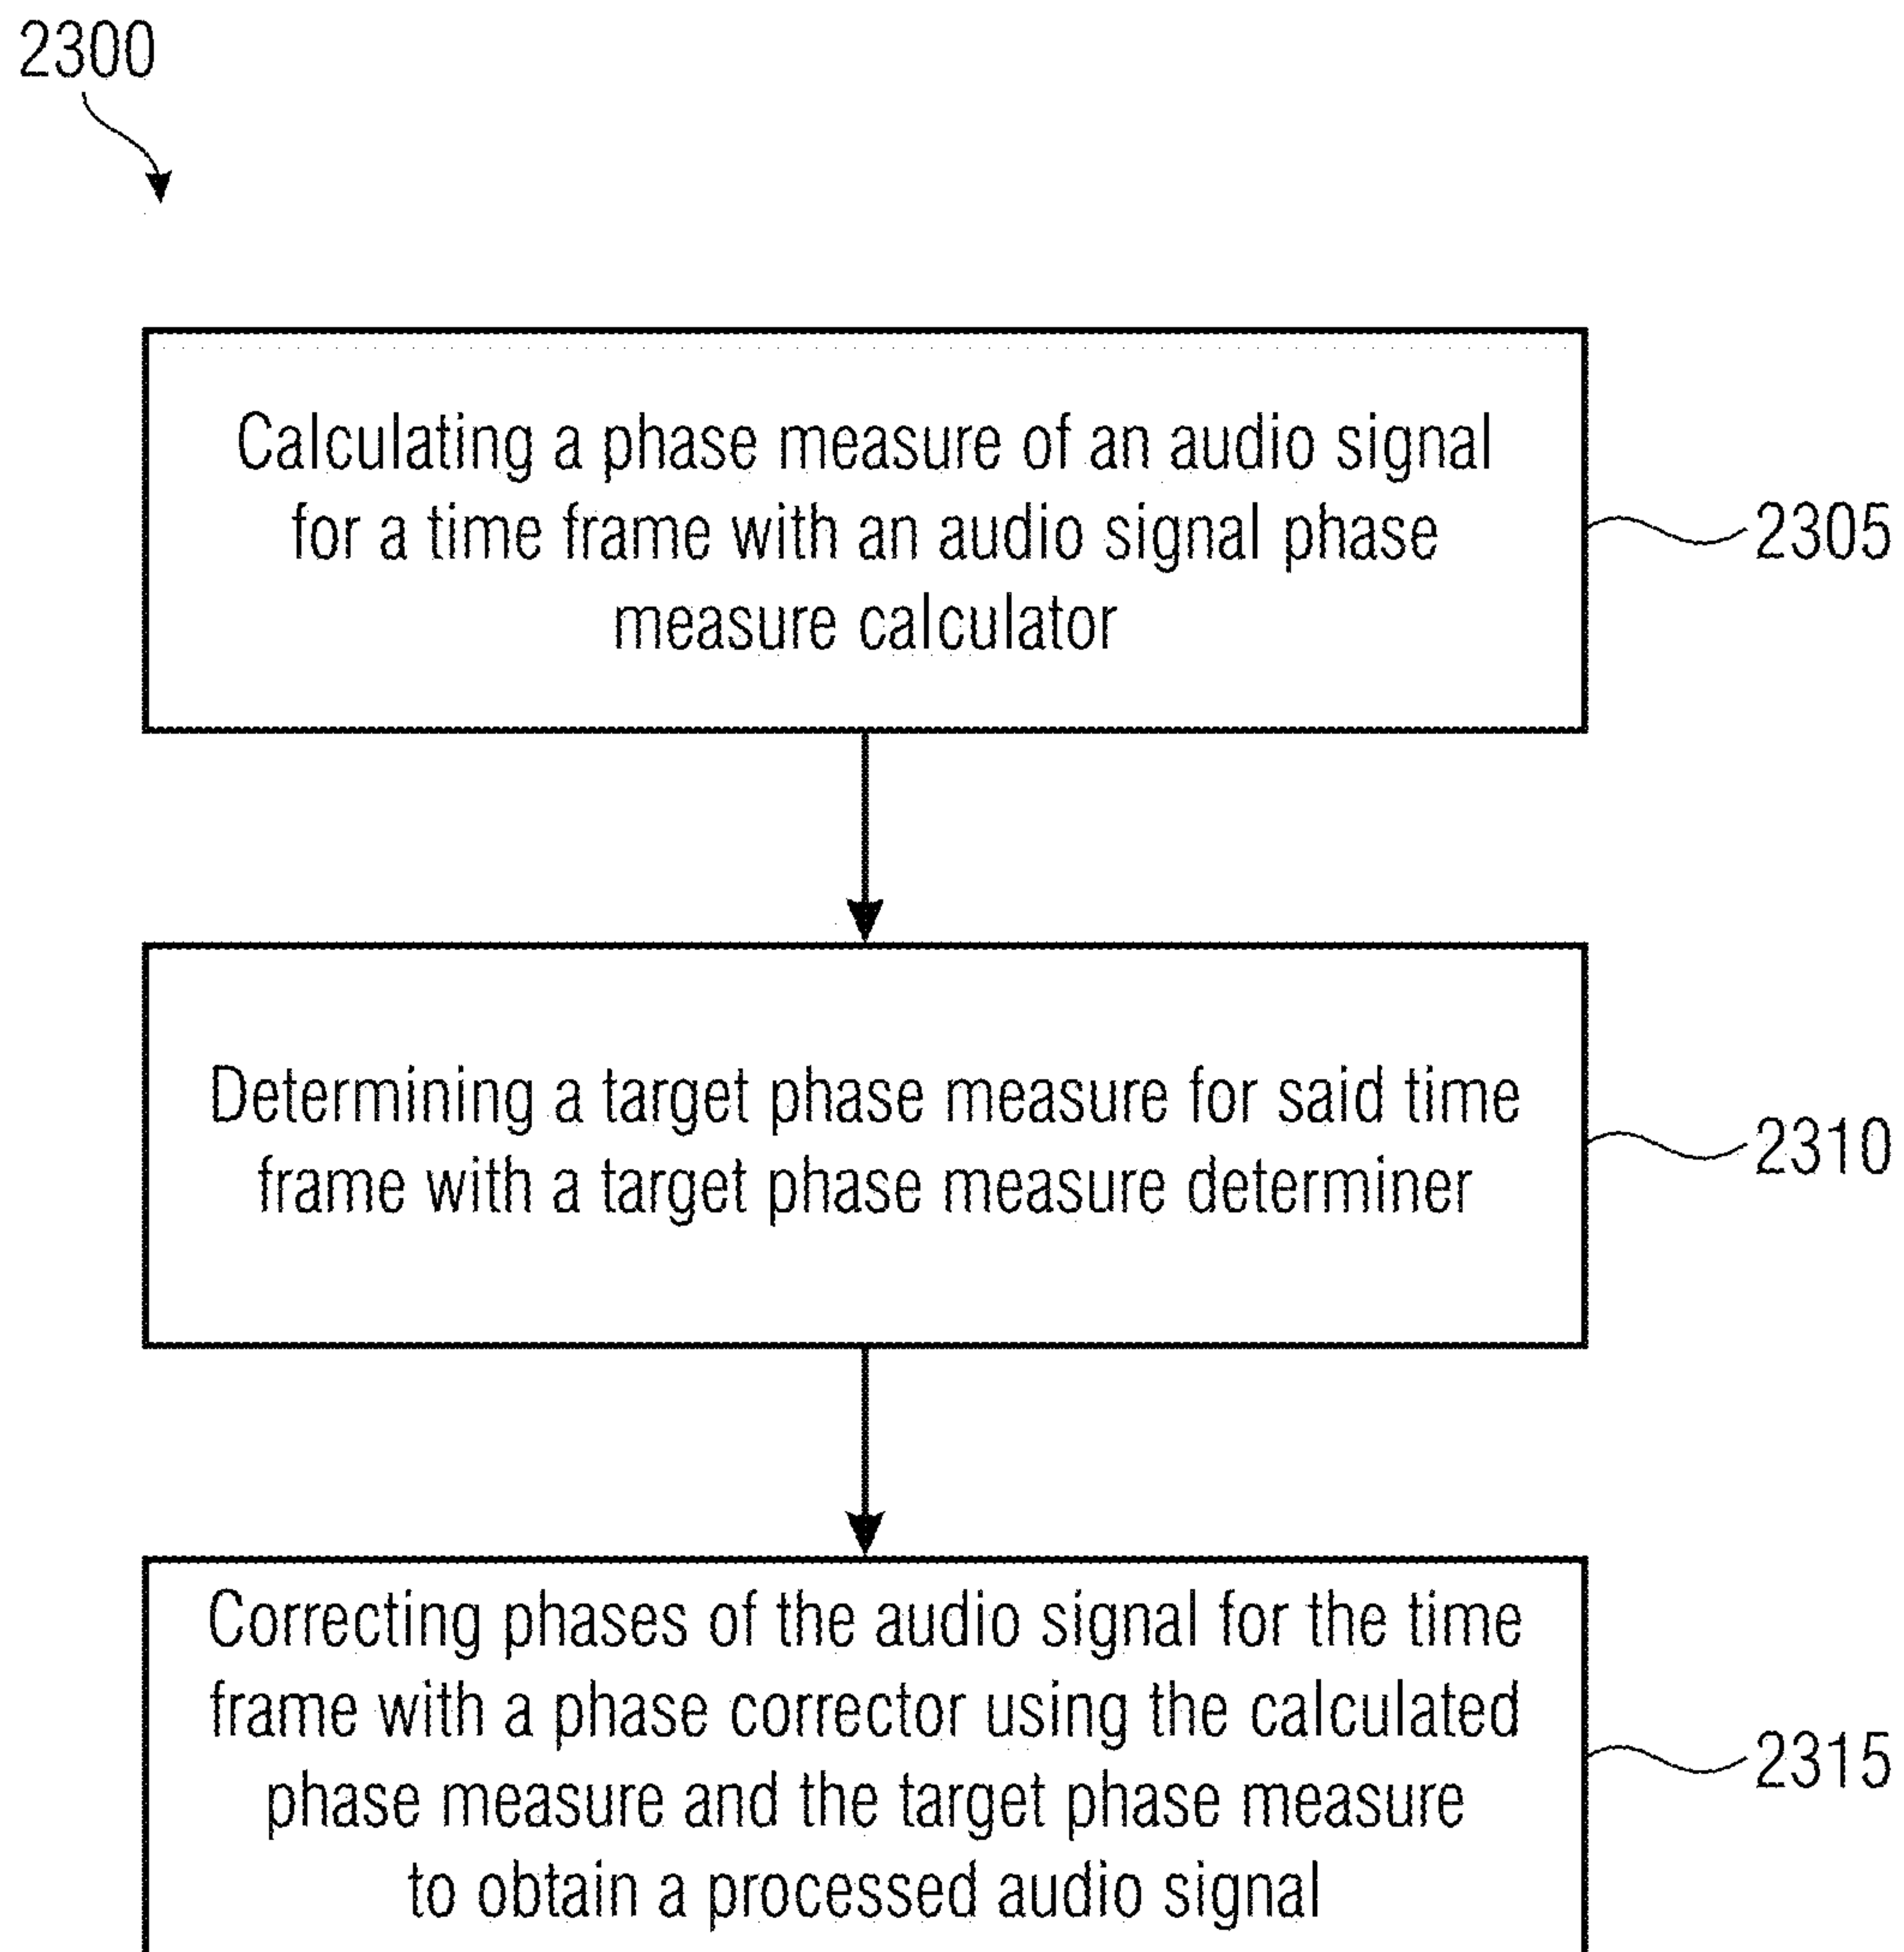 2300
Calculating a phase measure of an audio signal
for a time frame with an audio signal phase
measure calculator
2305
Determining a target phase measure for said time
frame with a target phase measure determiner
2310
Correcting phases of the audio signal for the time
frame with a phase corrector using the calculated
phase measure and the target phase measure
to obtain a processed audio signal
2315